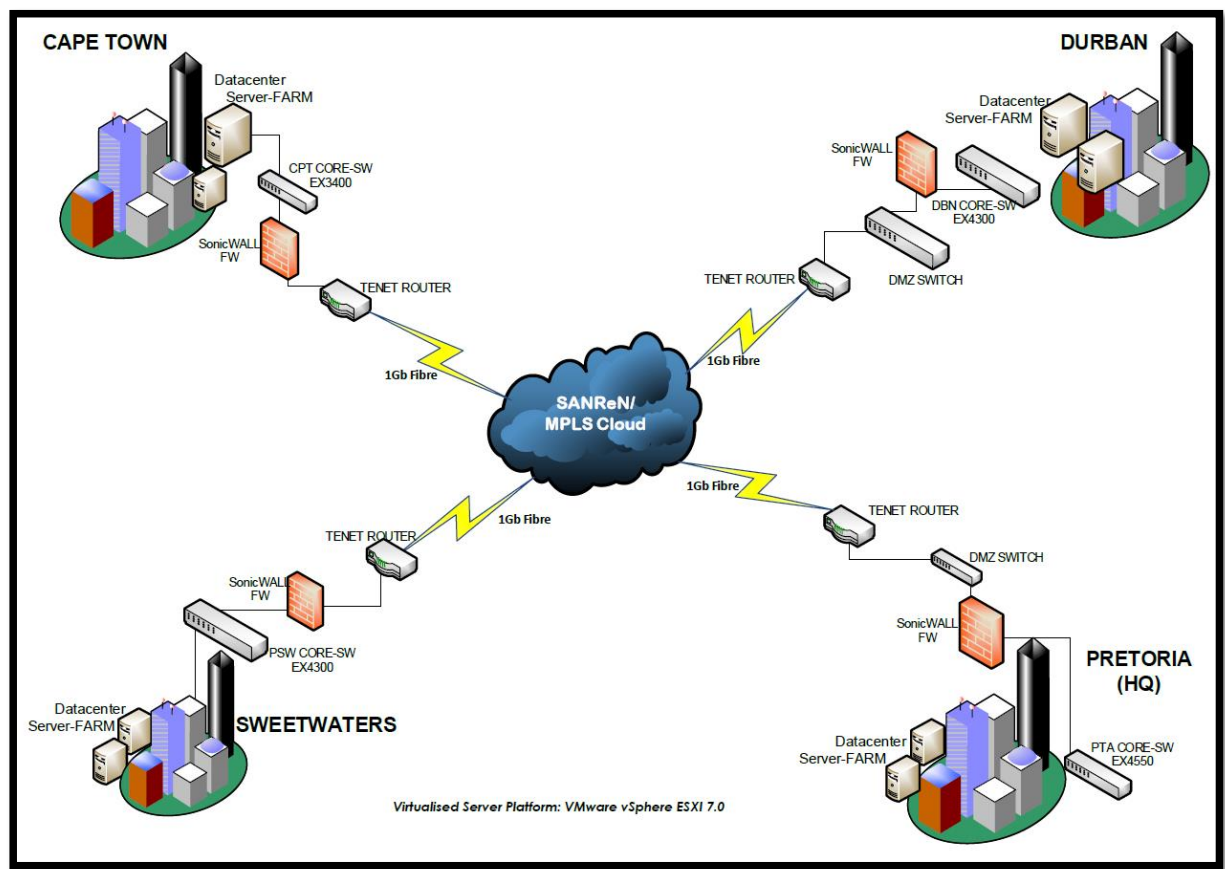 CAPE TOWN
Datacenter
Server-FARM
CPT CORE-SW
EX3400
SonicWALL
FW
TENET ROUTER
1Gb Fibre
DURBAN
Datacenter
Server-FARM
SonicWALL
FW
DBN CORE-SW
EX4300
DMZ SWITCH
TENET ROUTER
1Gb Fibre
SANReN/
MPLS Cloud
1Gb Fibre
TENET ROUTER
SonicWALL
FW
PSW CORE-SW
EX4300
Datacenter
Server-FARM
SWEETWATERS
1Gb Fibre
TENET ROUTER
DMZ SWITCH
SonicWALL
FW
PRETORIA
(HQ)
Datacenter
Server-FARM
PTA CORE-SW
EX4550
Virtualised Server Platform: VMware vSphere ESXI 7.0